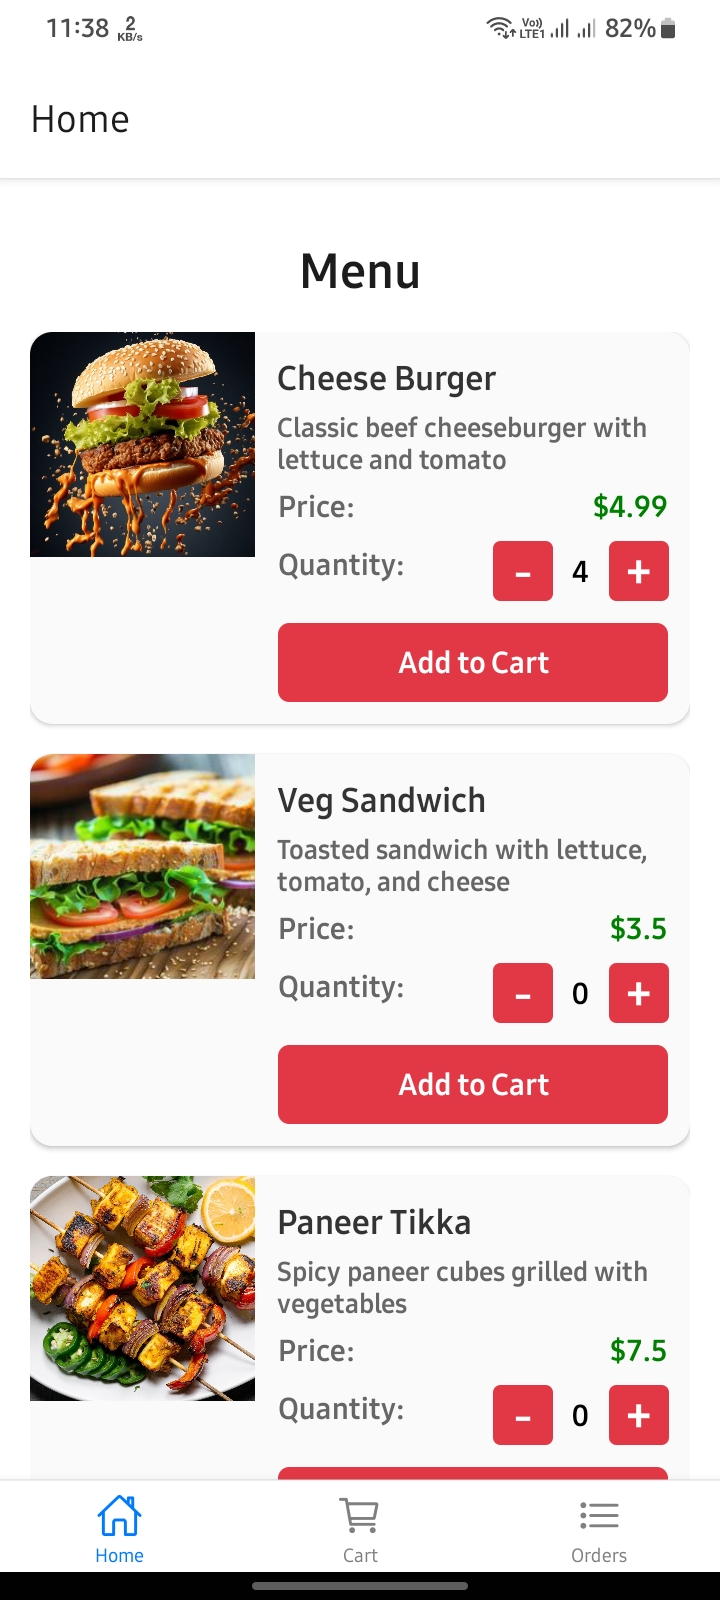 11:38 2 KB/s Vo)) LTE1 82%
Home
Menu
Cheese Burger
Classic beef cheeseburger with
lettuce and tomato
Price: $4.99
Quantity: - 4 +
Add to Cart
Veg Sandwich
Toasted sandwich with lettuce,
tomato, and cheese
Price: $3.5
Quantity: - 0 +
Add to Cart
Paneer Tikka
Spicy paneer cubes grilled with
vegetables
Price: $7.5
Quantity: - 0 +
Home Cart Orders